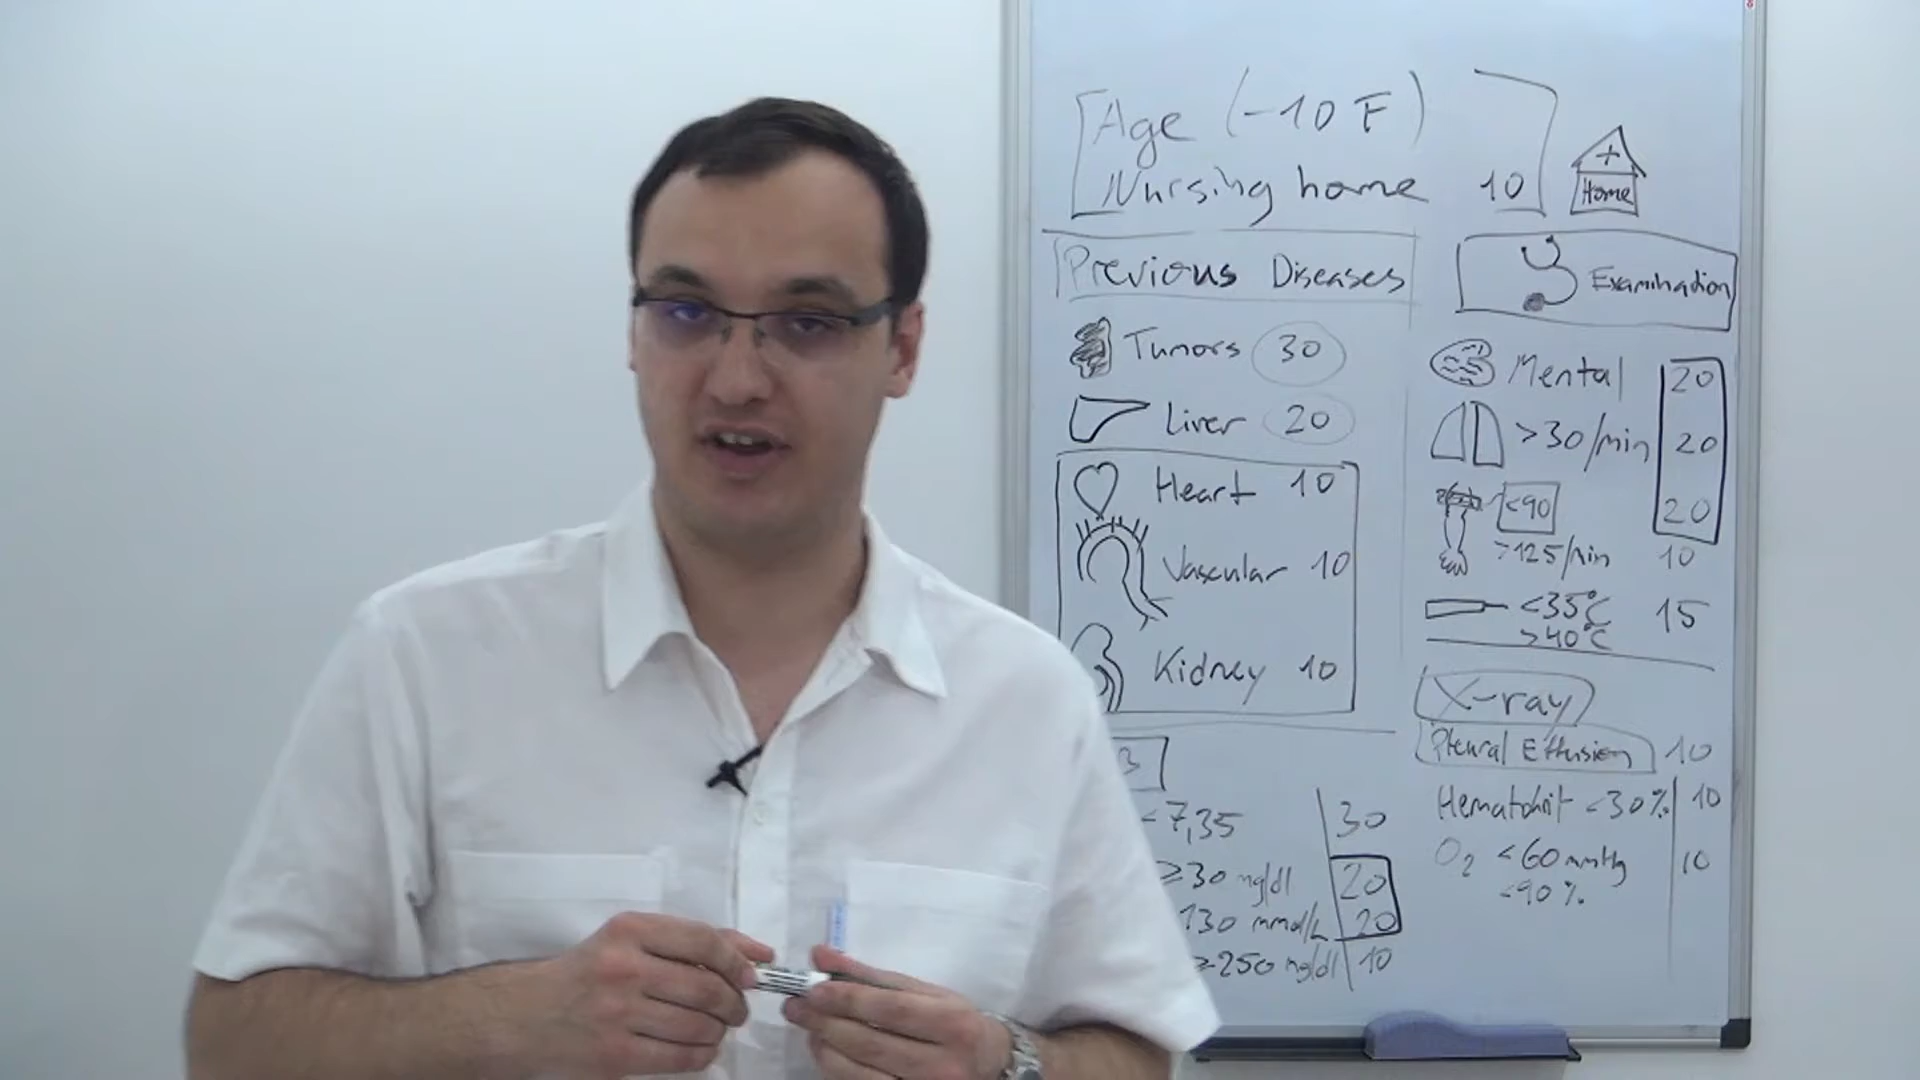 Age (-10 F)
Nursing home 10
Home
Previous Diseases
Tumors 30
Liver 20
Heart 10
Vascular 10
Kidney 10
3
<7,35 30
≥30 mg/dl 20
130 mmol/L 20
≥250 mg/dl 10
Examination
Mental 20
>30/min 20
<90 20
>125/min 10
<35°C 15
>40°C
X-ray
Pleural Effusion 10
Hematokrit <30% 10
O2 <60 mmHg 10
<90%